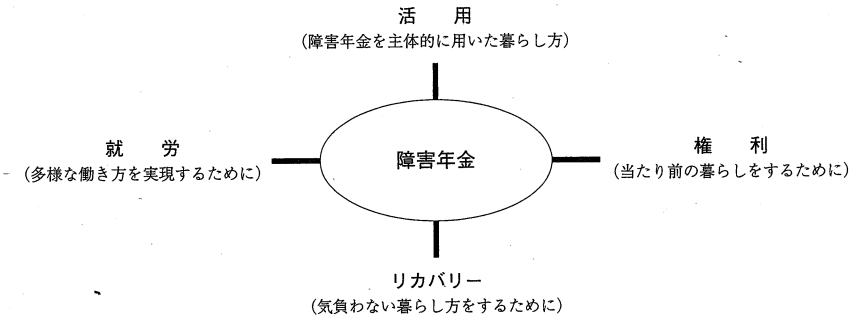 活　用
(障害年金を主体的に用いた暮らし方)
就　労
(多様な働き方を実現するために)
障害年金
権　利
(当たり前の暮らしをするために)
リカバリー
(気負わない暮らし方をするために)